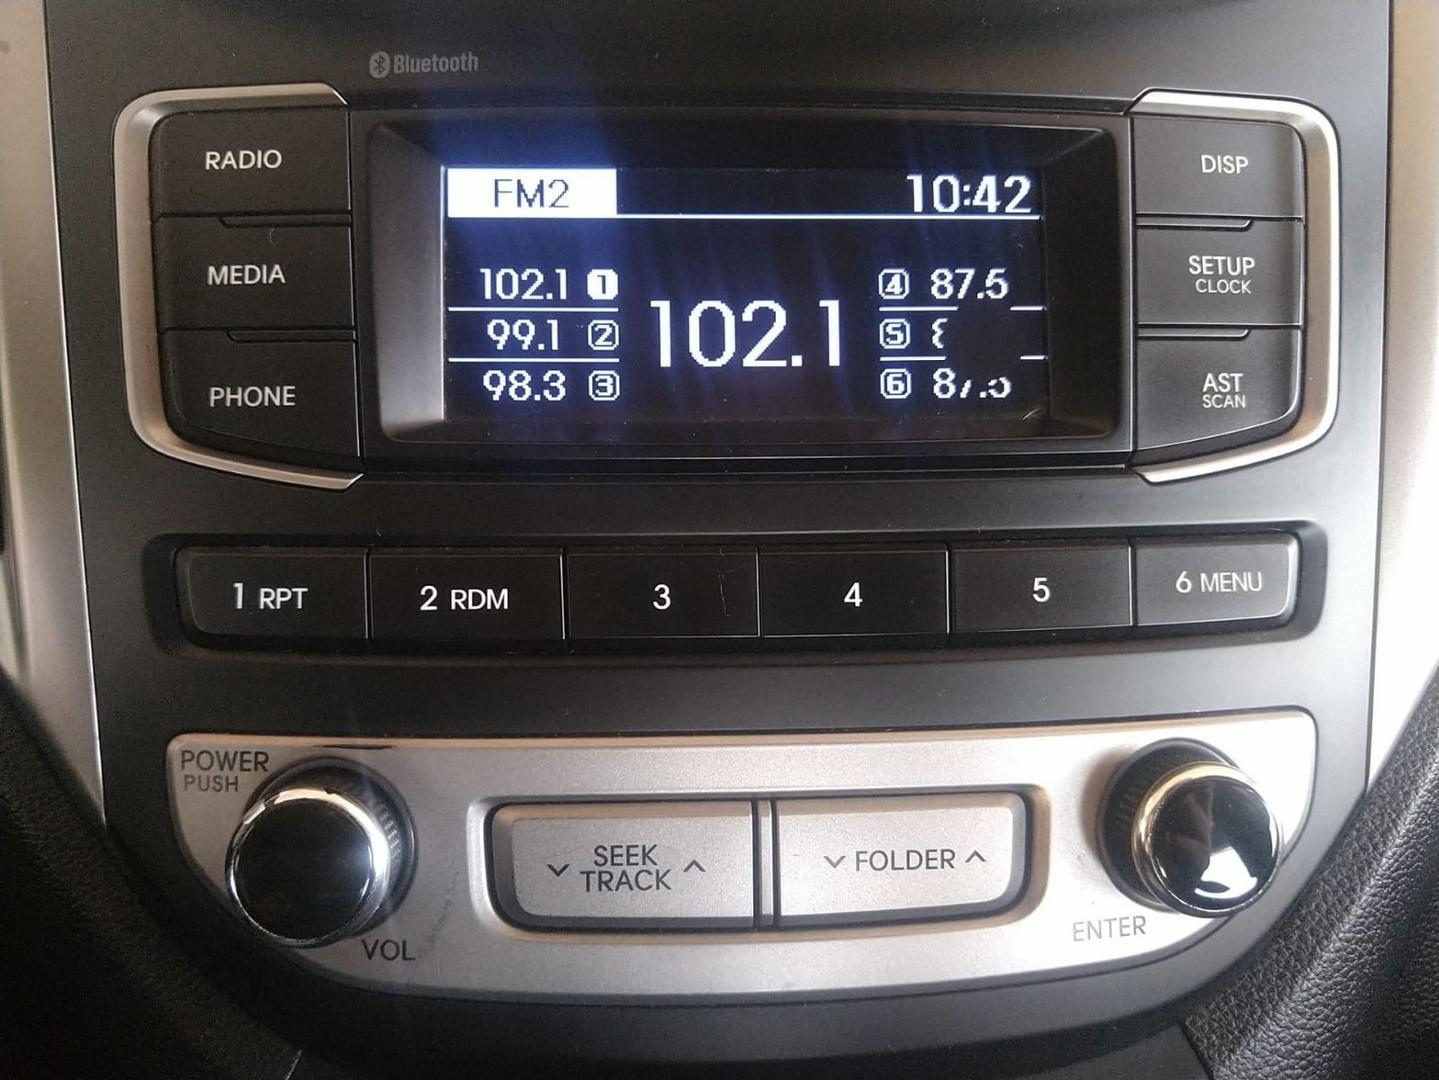 Bluetooth
RADIO
MEDIA
PHONE
FM2 10:42
102.1 1
99.1 2
98.3 3
102.1
4 87.5
5
6
DISP
SETUP
CLOCK
AST
SCAN
1 RPT
2 RDM
3
4
5
6 MENU
POWER
PUSH
VOL
SEEK
TRACK
FOLDER
ENTER